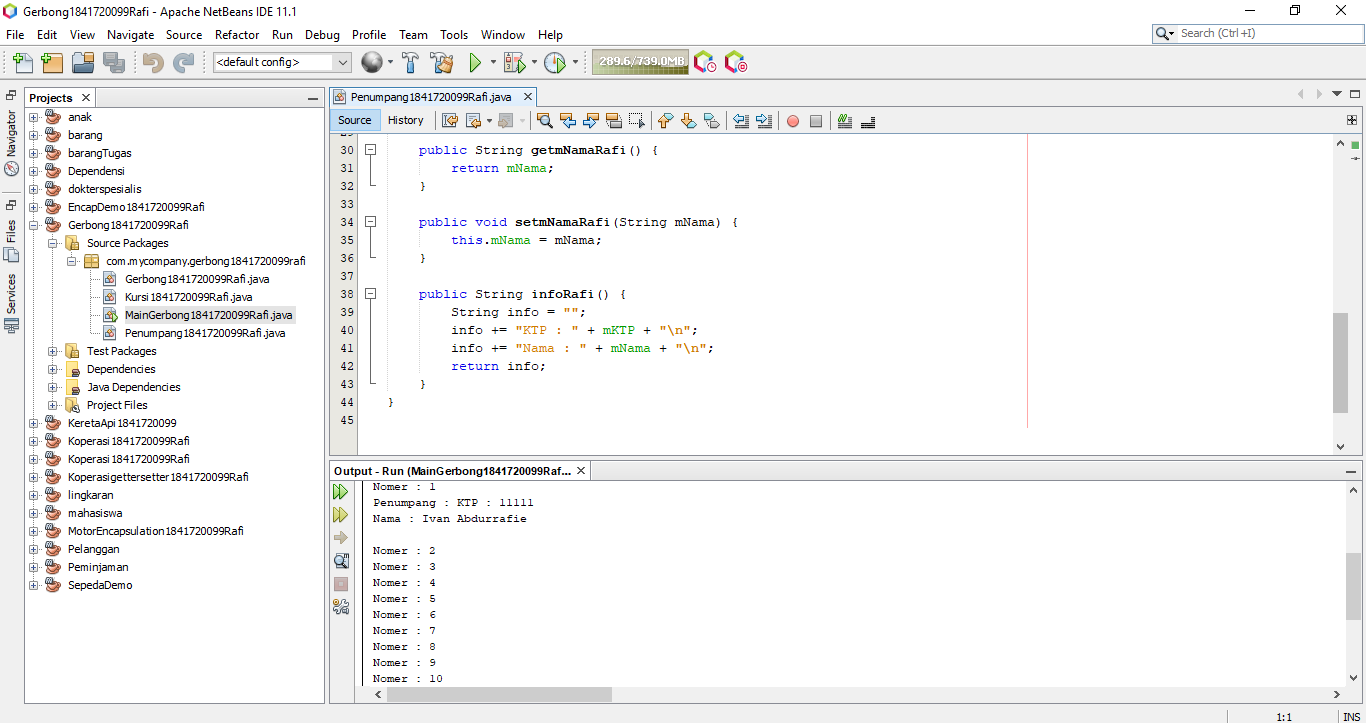 Gerbong1841720099Rafi - Apache NetBeans IDE 11.1
File Edit View Navigate Source Refactor Run Debug Profile Team Tools Window Help
Search (Ctrl+I)
<default config>
289.6/739.0MB
Navigator
Files
Services
Projects
anak
barang
barangTugas
Dependensi
dokterspesialis
EncapDemo1841720099Rafi
Gerbong1841720099Rafi
Source Packages
com.mycompany.gerbong1841720099rafi
Gerbong1841720099Rafi.java
Kursi1841720099Rafi.java
MainGerbong1841720099Rafi.java
Penumpang1841720099Rafi.java
Test Packages
Dependencies
Java Dependencies
Project Files
KeretaApi1841720099
Koperasi1841720099Rafi
Koperasi1841720099Rafi
Koperasigettersetter1841720099Rafi
lingkaran
mahasiswa
MotorEncapsulation1841720099Rafi
Pelanggan
Peminjaman
SepedaDemo
Penumpang1841720099Rafi.java
Source History
29
30 public String getmNamaRafi() {
31 return mNama;
32 }
33
34 public void setmNamaRafi(String mNama) {
35 this.mNama = mNama;
36 }
37
38 public String infoRafi() {
39 String info = "";
40 info += "KTP : " + mKTP + "\n";
41 info += "Nama : " + mNama + "\n";
42 return info;
43 }
44 }
45
Output - Run (MainGerbong1841720099Raf...
Nomer : 1
Penumpang : KTP : 11111
Nama : Ivan Abdurrafie
Nomer : 2
Nomer : 3
Nomer : 4
Nomer : 5
Nomer : 6
Nomer : 7
Nomer : 8
Nomer : 9
Nomer : 10
1:1 INS